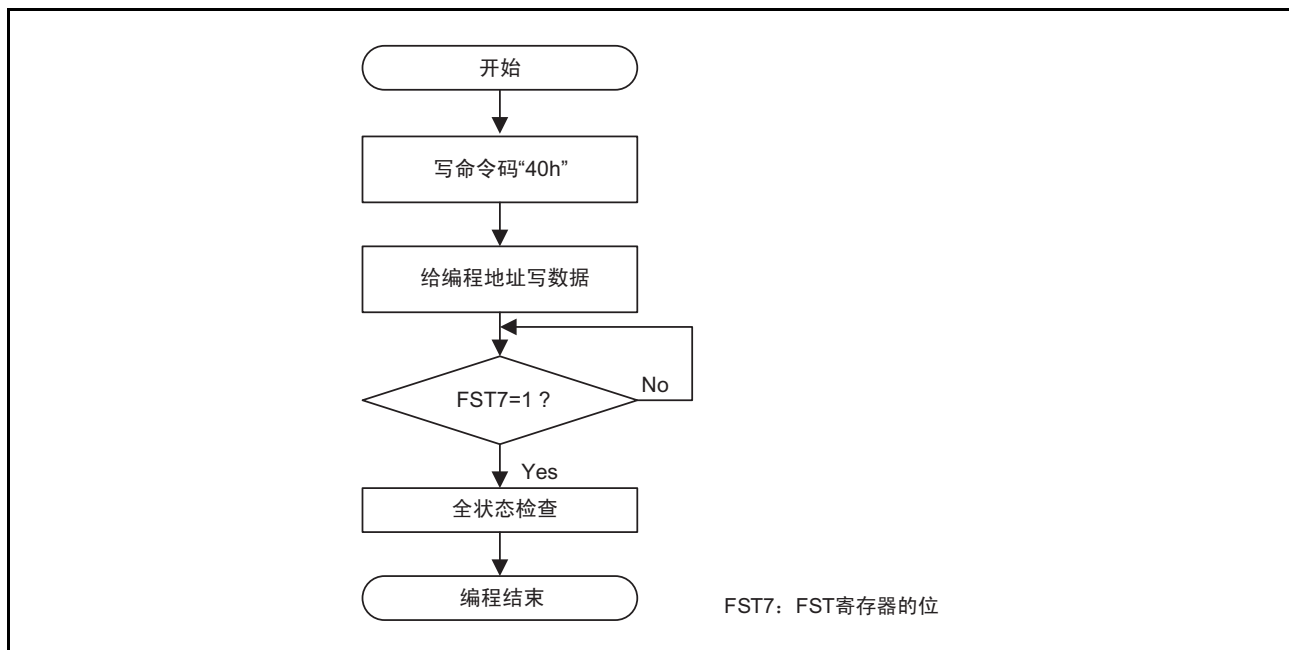 开始
写命令码“40h”
给编程地址写数据
FST7=1 ?
No
Yes
全状态检查
编程结束
FST7：FST寄存器的位